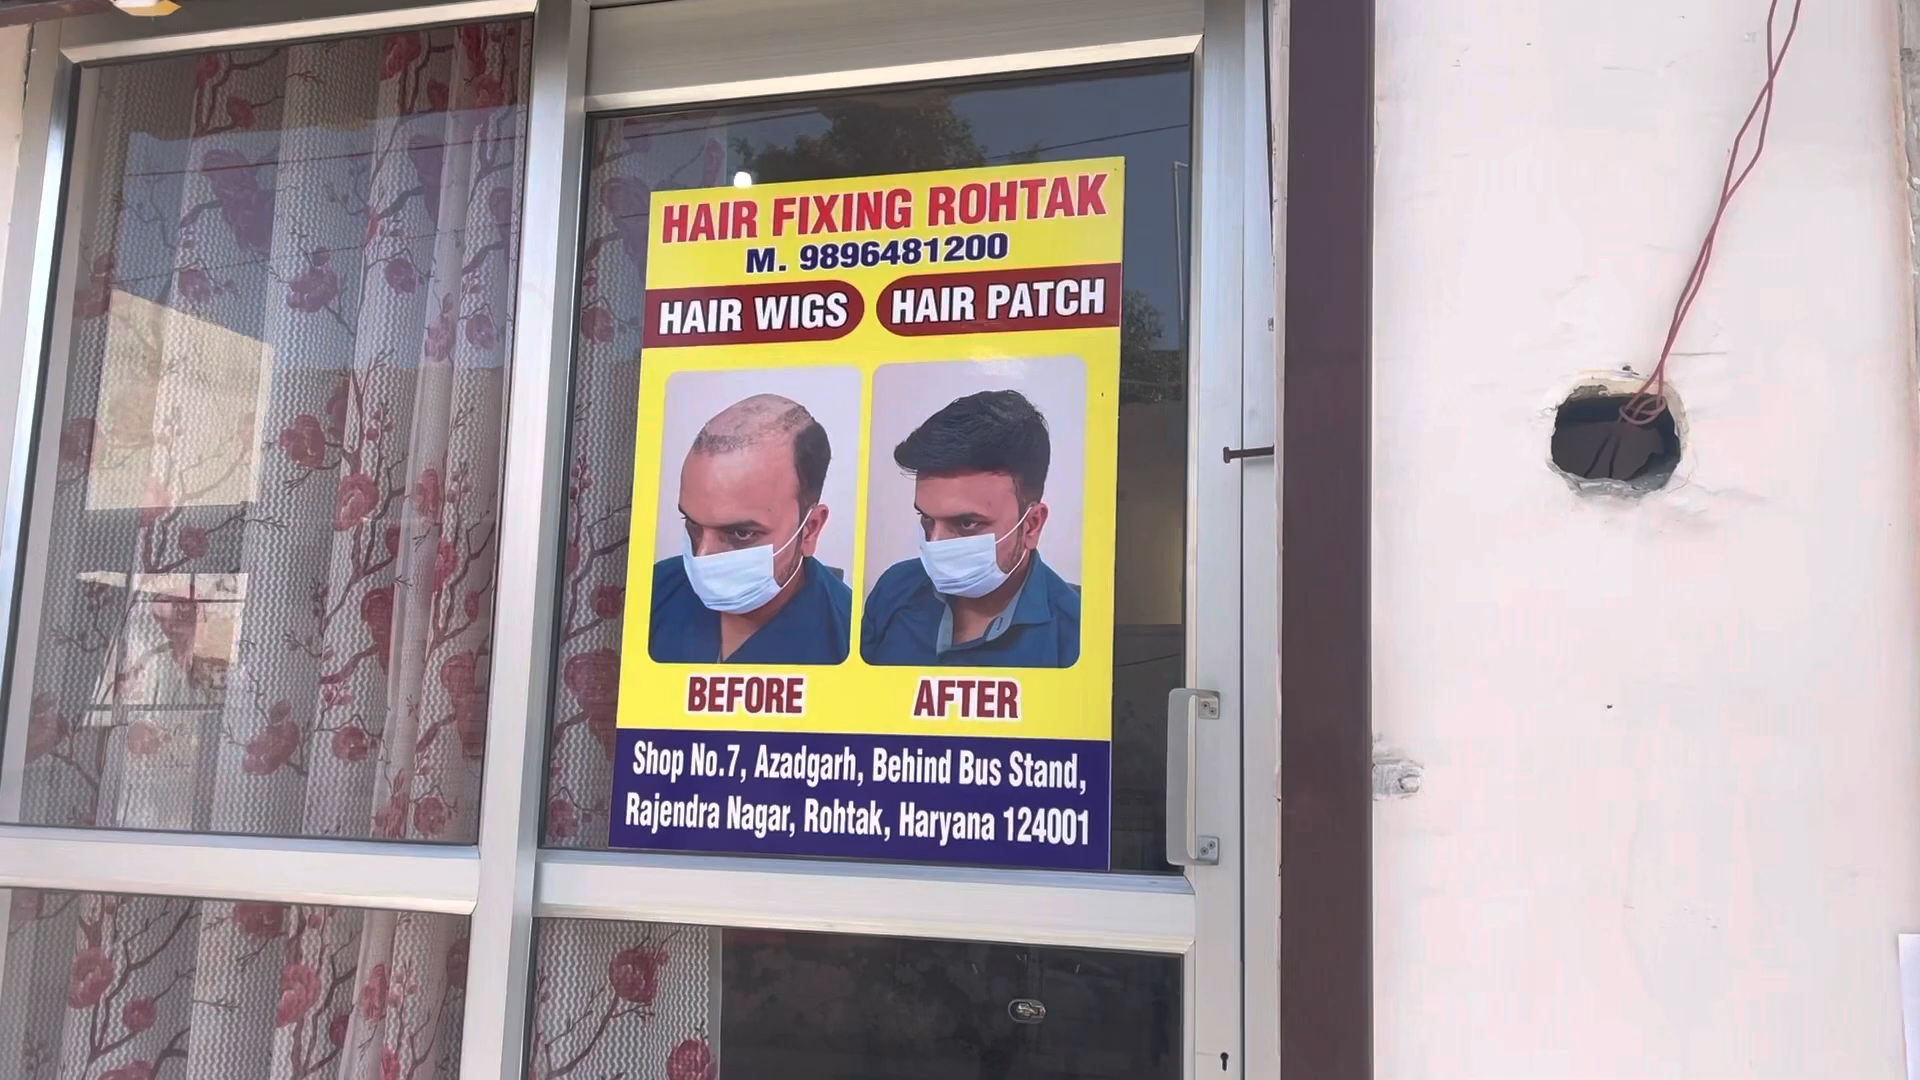 HAIR FIXING ROHTAK
M. 9896481200
HAIR WIGS HAIR PATCH
BEFORE AFTER
Shop No.7, Azadgarh, Behind Bus Stand,
Rajendra Nagar, Rohtak, Haryana 124001